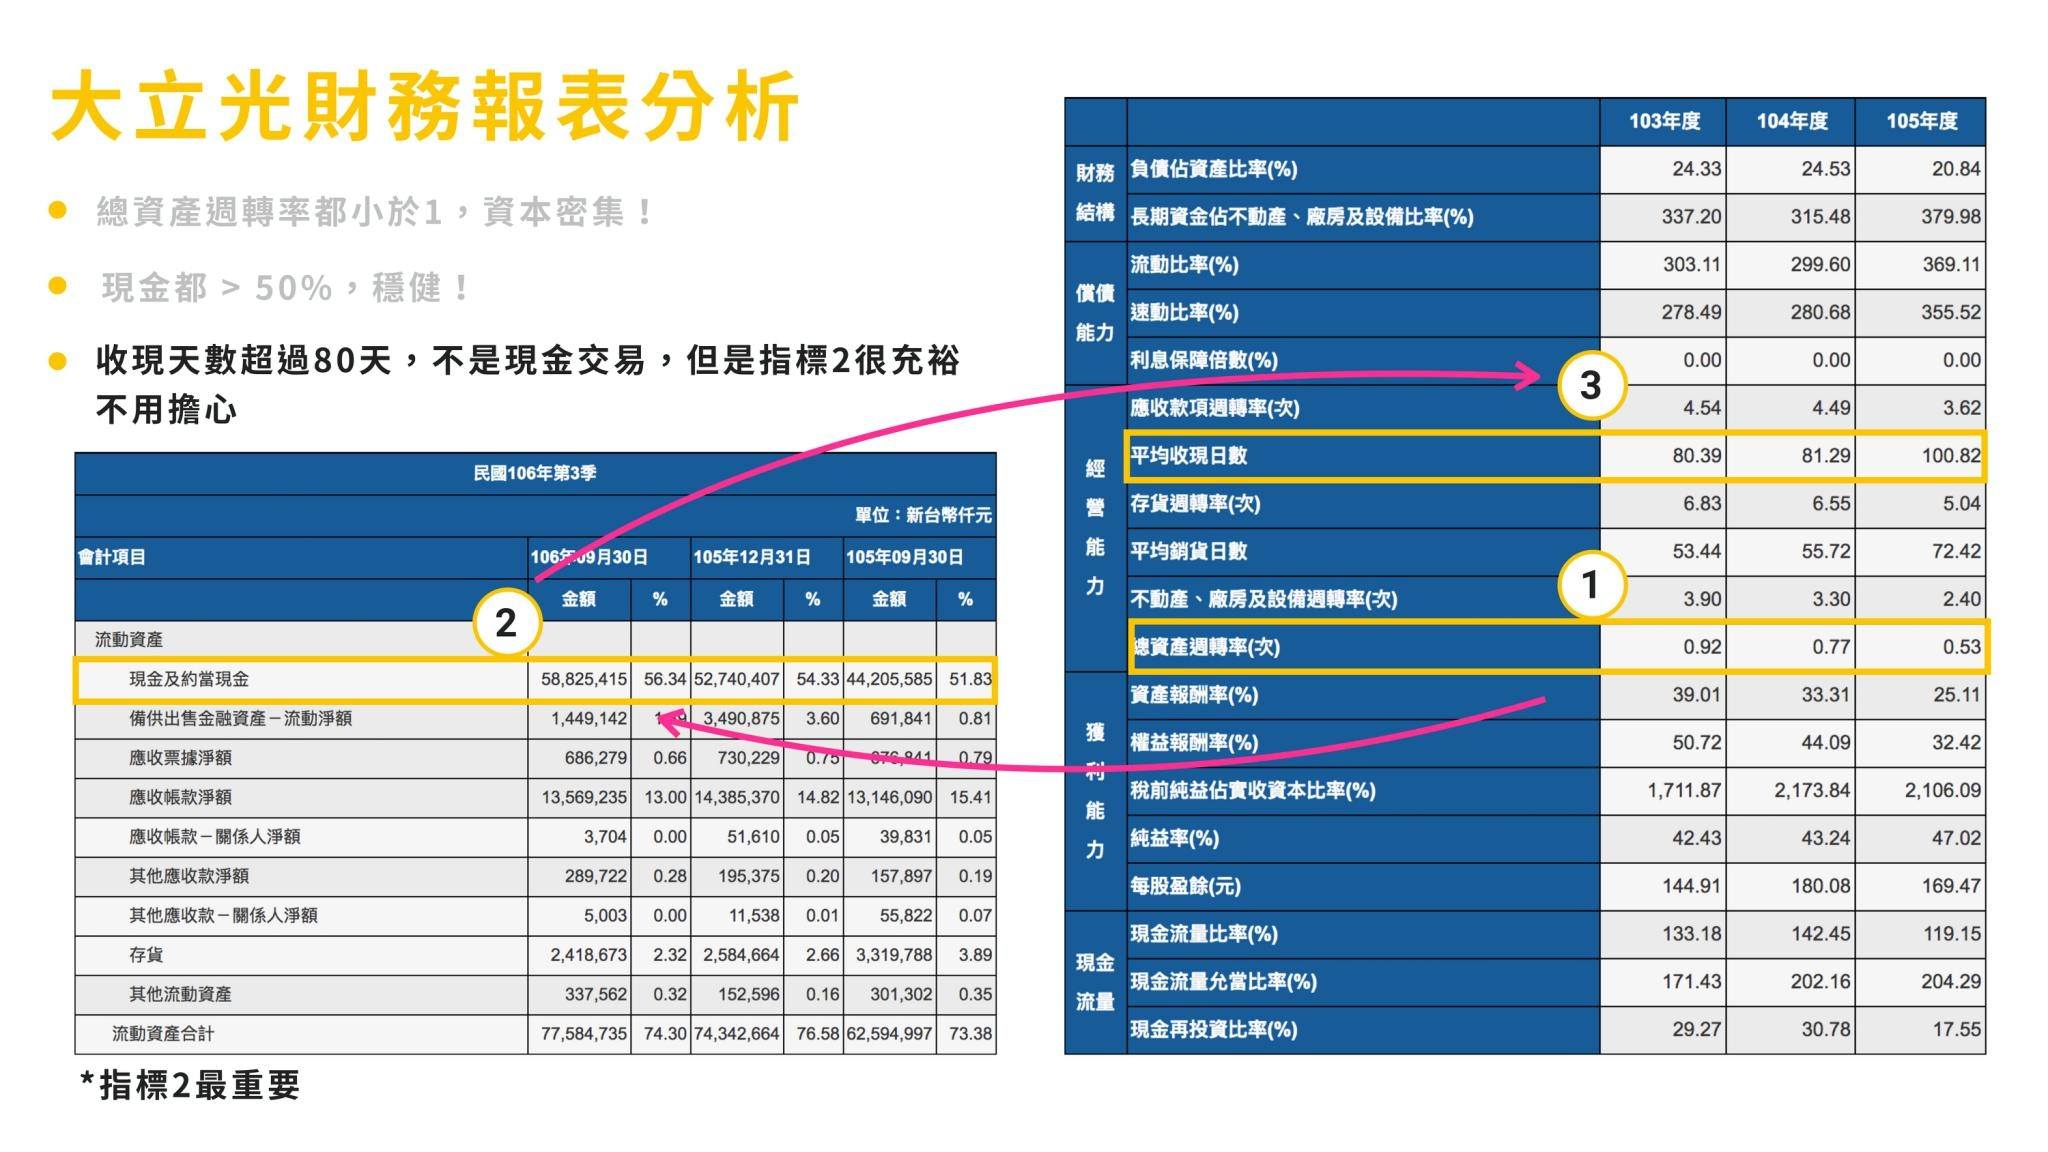 大立光財務報表分析
總資產週轉率都小於1，資本密集！
現金都 > 50%，穩健！
收現天數超過80天，不是現金交易，但是指標2很充裕
不用擔心
民國106年第3季
單位：新台幣仟元
會計項目 106年09月30日 105年12月31日 105年09月30日
金額 % 金額 % 金額 %
2
流動資產
現金及約當現金 58,825,415 56.34 52,740,407 54.33 44,205,585 51.83
備供出售金融資產－流動淨額 1,449,142 3,490,875 3.60 691,841 0.81
應收票據淨額 686,279 0.66 730,229 0.75 676,841 0.79
應收帳款淨額 13,569,235 13.00 14,385,370 14.82 13,146,090 15.41
應收帳款－關係人淨額 3,704 0.00 51,610 0.05 39,831 0.05
其他應收款淨額 289,722 0.28 195,375 0.20 157,897 0.19
其他應收款－關係人淨額 5,003 0.00 11,538 0.01 55,822 0.07
存貨 2,418,673 2.32 2,584,664 2.66 3,319,788 3.89
其他流動資產 337,562 0.32 152,596 0.16 301,302 0.35
流動資產合計 77,584,735 74.30 74,342,664 76.58 62,594,997 73.38
*指標2最重要
103年度 104年度 105年度
財務結構
負債佔資產比率(%) 24.33 24.53 20.84
長期資金佔不動產、廠房及設備比率(%) 337.20 315.48 379.98
償債能力
流動比率(%) 303.11 299.60 369.11
速動比率(%) 278.49 280.68 355.52
利息保障倍數(%) 0.00 0.00 0.00
3
經營能力
應收款項週轉率(次) 4.54 4.49 3.62
平均收現日數 80.39 81.29 100.82
存貨週轉率(次) 6.83 6.55 5.04
平均銷貨日數 53.44 55.72 72.42
1
不動產、廠房及設備週轉率(次) 3.90 3.30 2.40
總資產週轉率(次) 0.92 0.77 0.53
獲利能力
資產報酬率(%) 39.01 33.31 25.11
權益報酬率(%) 50.72 44.09 32.42
稅前純益佔實收資本比率(%) 1,711.87 2,173.84 2,106.09
純益率(%) 42.43 43.24 47.02
每股盈餘(元) 144.91 180.08 169.47
現金流量
現金流量比率(%) 133.18 142.45 119.15
現金流量允當比率(%) 171.43 202.16 204.29
現金再投資比率(%) 29.27 30.78 17.55